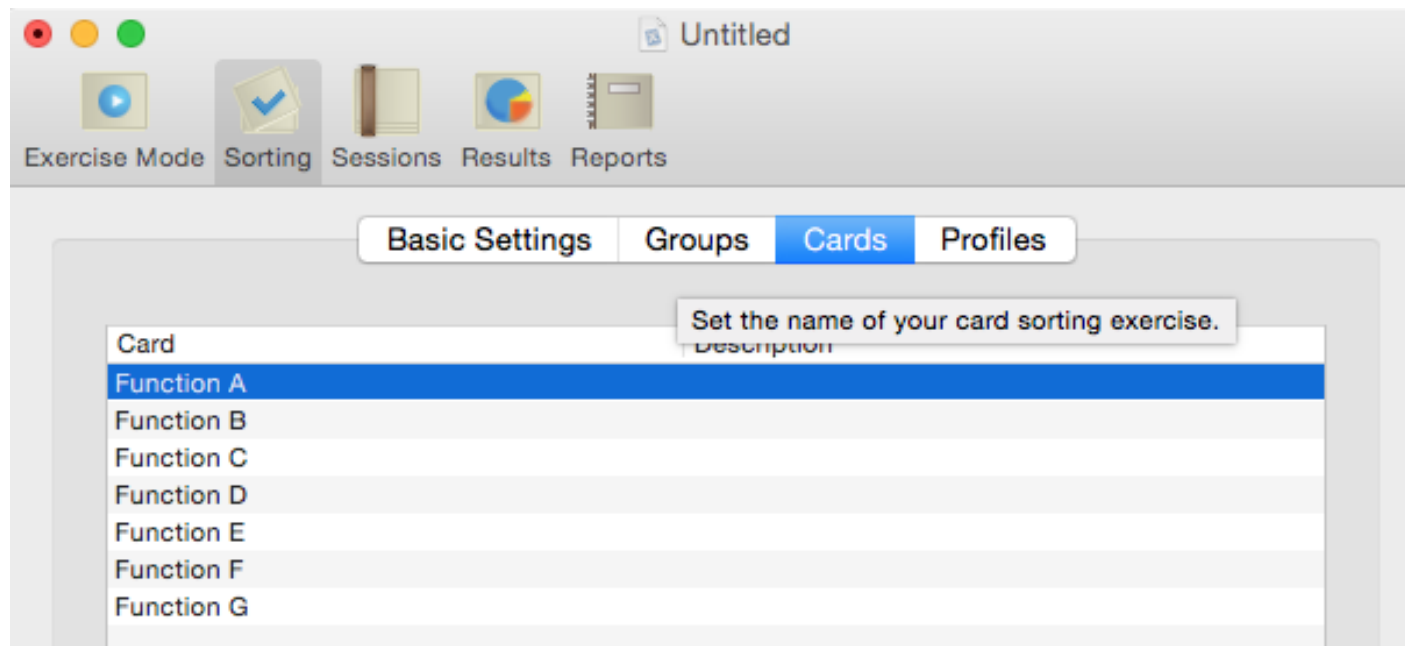 Untitled
Exercise Mode Sorting Sessions Results Reports
Basic Settings Groups Cards Profiles
Set the name of your card sorting exercise.
Card Description
Function A
Function B
Function C
Function D
Function E
Function F
Function G